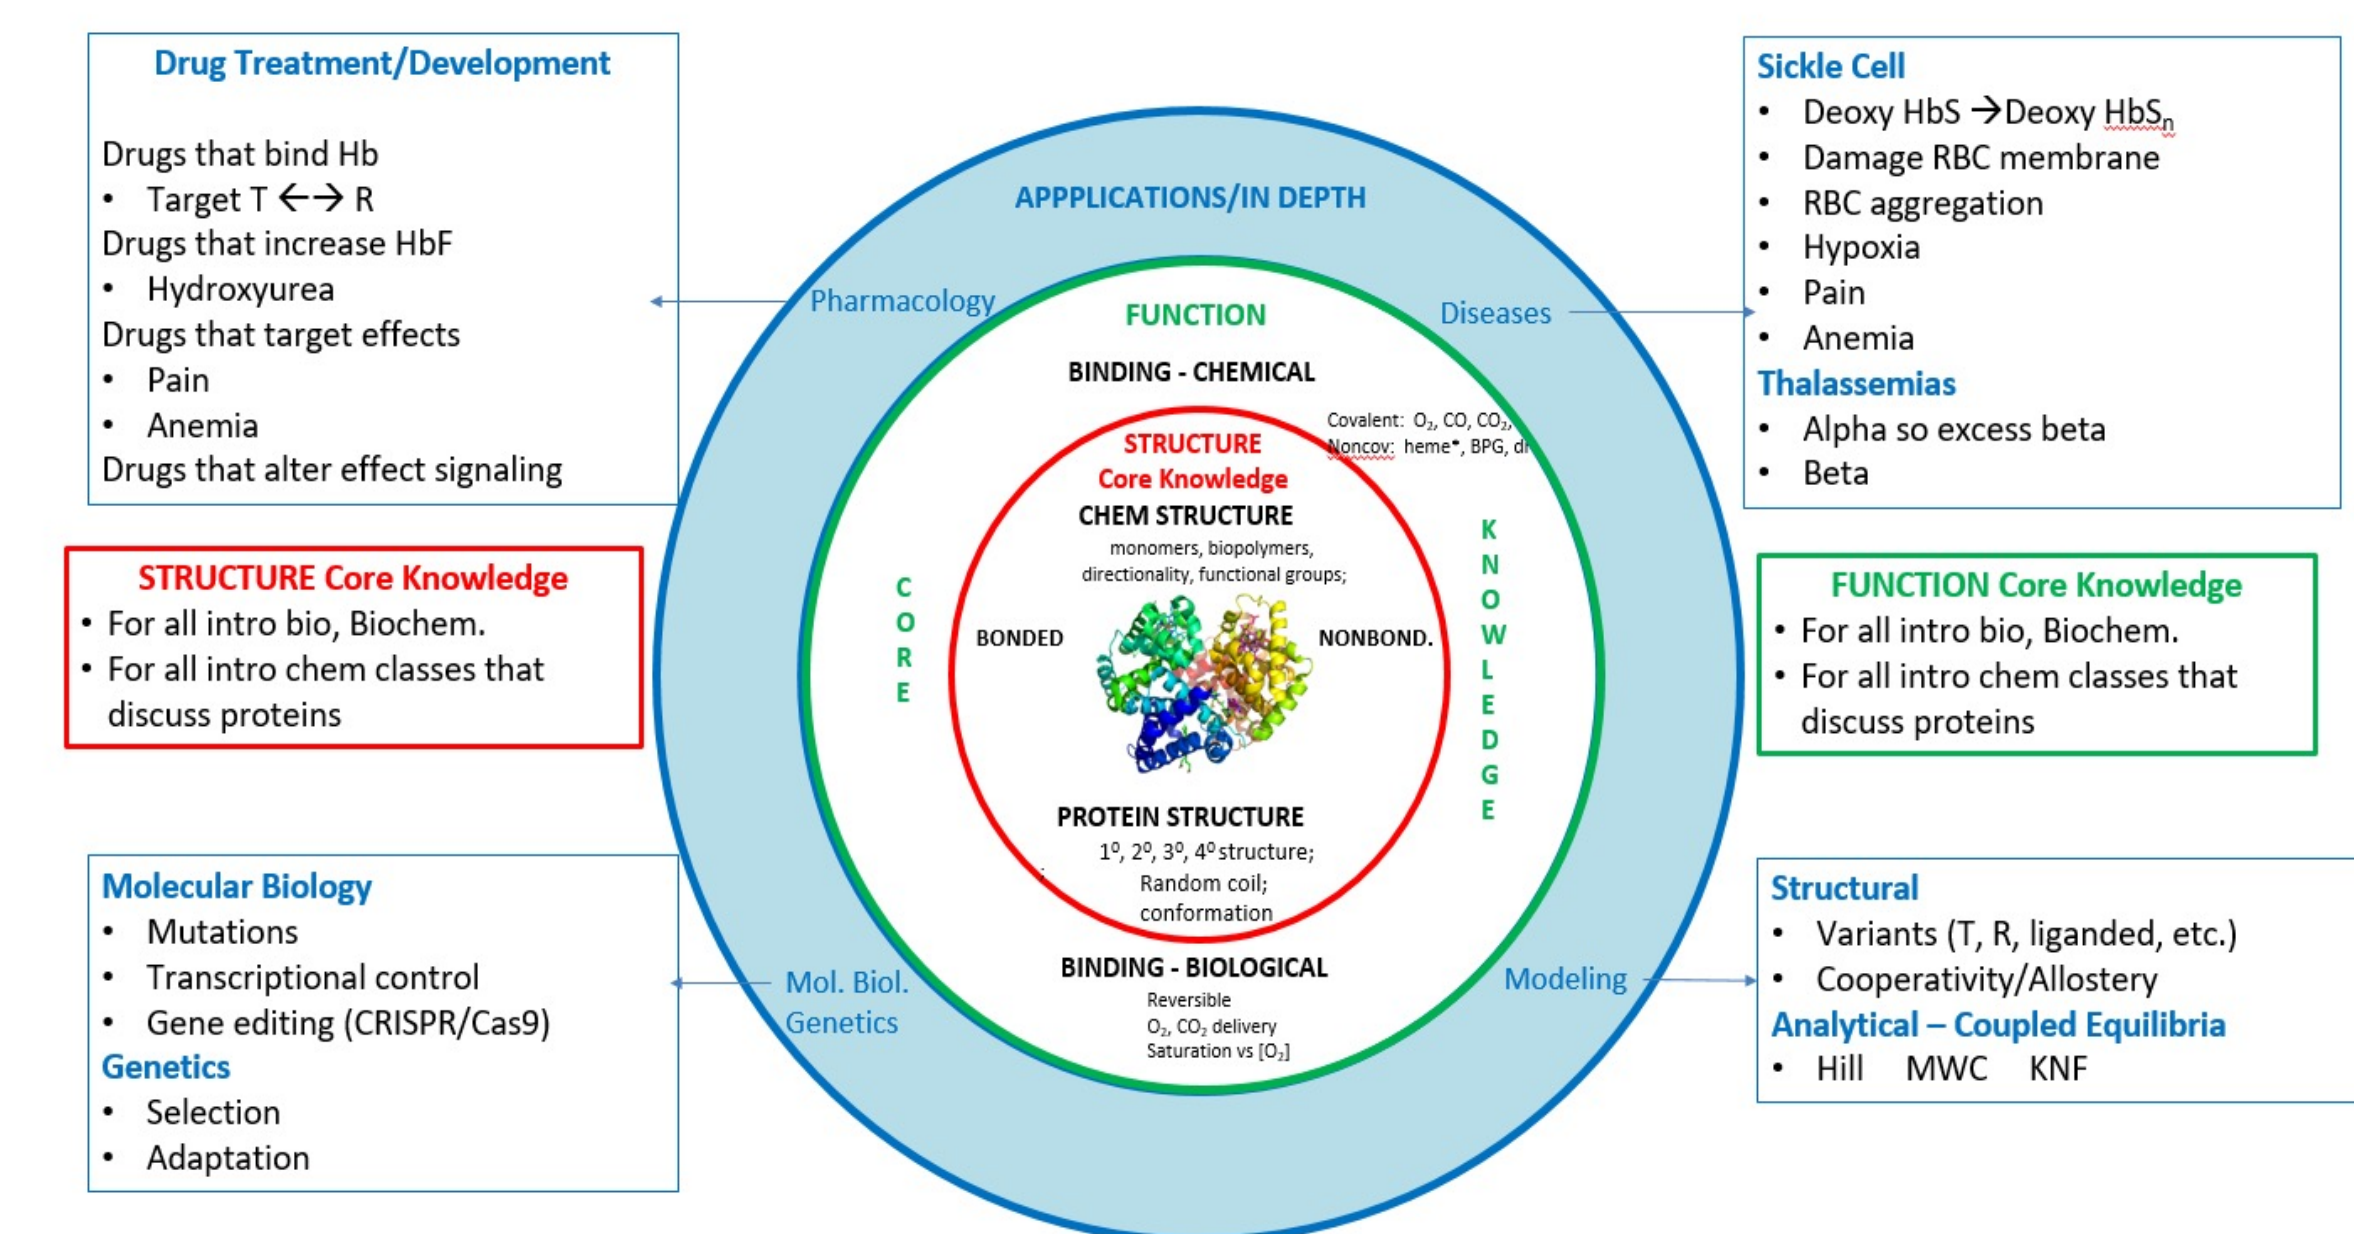 Drug Treatment/Development
Drugs that bind Hb
• Target T ←→ R
Drugs that increase HbF
• Hydroxyurea
Drugs that target effects
• Pain
• Anemia
Drugs that alter effect signaling
Sickle Cell
• Deoxy HbS →Deoxy HbSₙ
• Damage RBC membrane
• RBC aggregation
• Hypoxia
• Pain
• Anemia
Thalassemias
• Alpha so excess beta
• Beta
APPPLICATIONS/IN DEPTH
Pharmacology
Diseases
FUNCTION
BINDING - CHEMICAL
Covalent: O₂, CO, CO₂,
Noncov: heme*, BPG,
STRUCTURE
Core Knowledge
CHEM STRUCTURE
monomers, biopolymers,
directionality, functional groups;
BONDED
NONBOND.
CORE
KNOWLEDGE
PROTEIN STRUCTURE
1⁰, 2⁰, 3⁰, 4⁰ structure;
Random coil;
conformation
BINDING - BIOLOGICAL
Reversible
O₂, CO₂ delivery
Saturation vs [O₂]
Mol. Biol.
Genetics
Modeling
STRUCTURE Core Knowledge
• For all intro bio, Biochem.
• For all intro chem classes that
discuss proteins
FUNCTION Core Knowledge
• For all intro bio, Biochem.
• For all intro chem classes that
discuss proteins
Molecular Biology
• Mutations
• Transcriptional control
• Gene editing (CRISPR/Cas9)
Genetics
• Selection
• Adaptation
Structural
• Variants (T, R, liganded, etc.)
• Cooperativity/Allostery
Analytical – Coupled Equilibria
• Hill MWC KNF